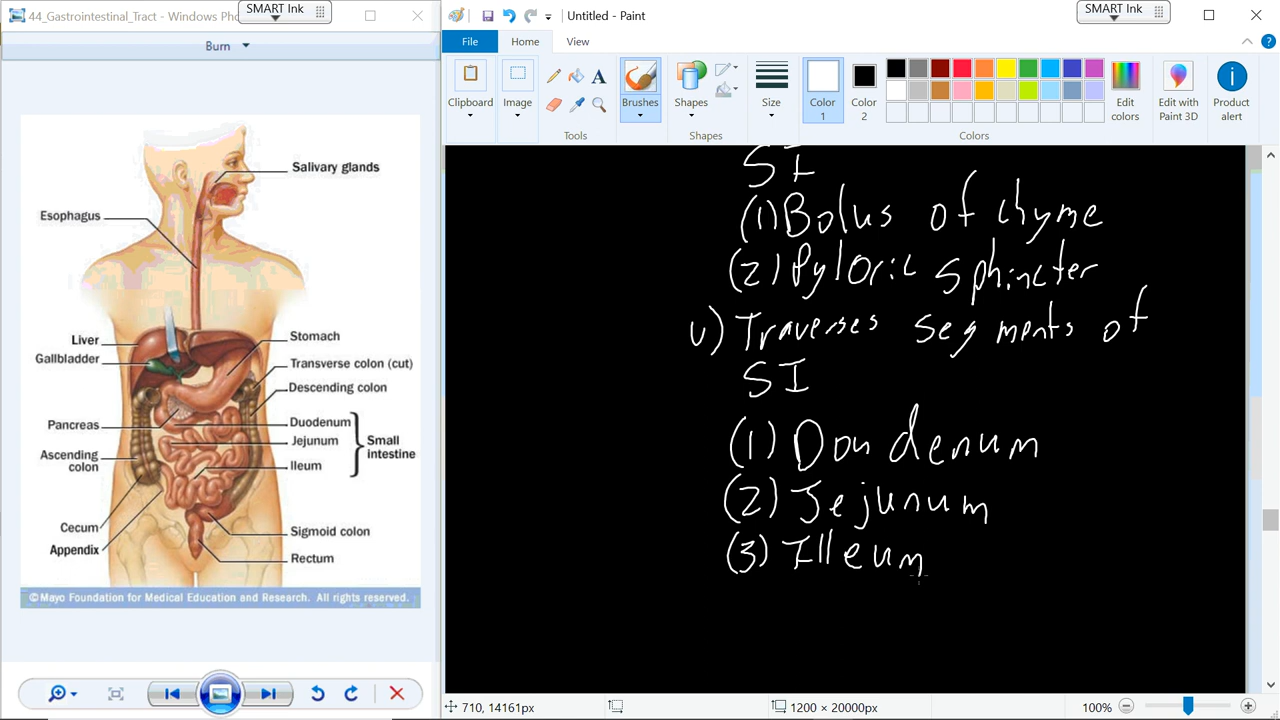 44_Gastrointestinal_Tract - Windows Pho
SMART Ink
Burn
Salivary glands
Esophagus
Liver
Gallbladder
Stomach
Transverse colon (cut)
Descending colon
Pancreas
Duodenum
Jejunum
Small
intestine
Ascending
colon
Ileum
Cecum
Appendix
Sigmoid colon
Rectum
©Mayo Foundation for Medical Education and Research. All rights reserved.
Untitled - Paint
SMART Ink
File
Home
View
Clipboard
Image
Tools
Brushes
Shapes
Shapes
Size
Color
1
Color
2
Edit
colors
Colors
Edit with
Paint 3D
Product
alert
SI
(1) Bolus of chyme
(2) Pyloric sphincter
v) Traverses segments of
SI
(1) Doudenum
(2) Jejunum
(3) Illeum
710, 14161px
1200 × 20000px
100%